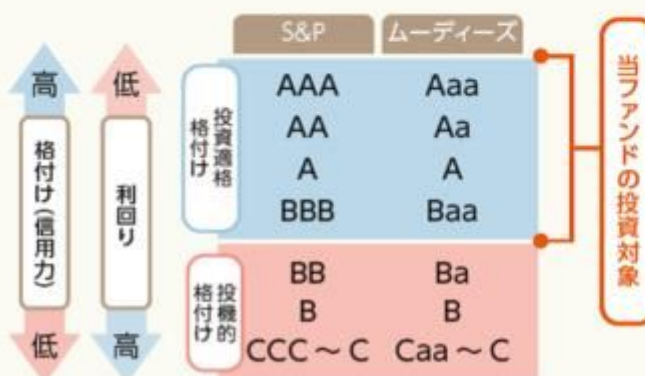 S&P ムーディーズ
高 低
格付け(信用力)
利回り
低 高
投資適格
格付け
AAA Aaa
AA Aa
A A
BBB Baa
投機的
格付け
BB Ba
B B
CCC～C Caa～C
当ファンドの投資対象